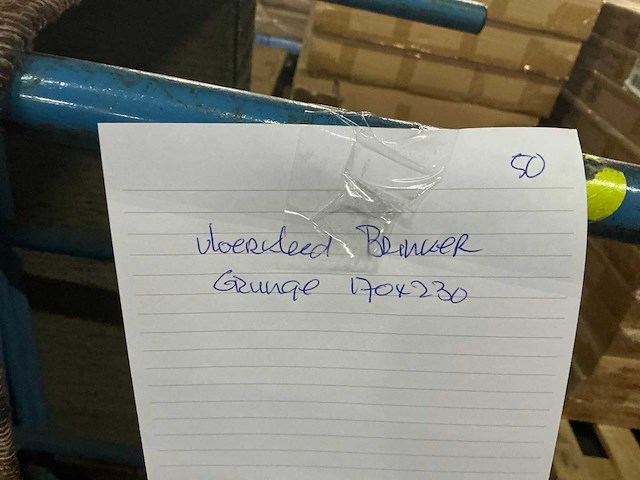 50
Vloerkleed BRINKER
Grunge 170x230